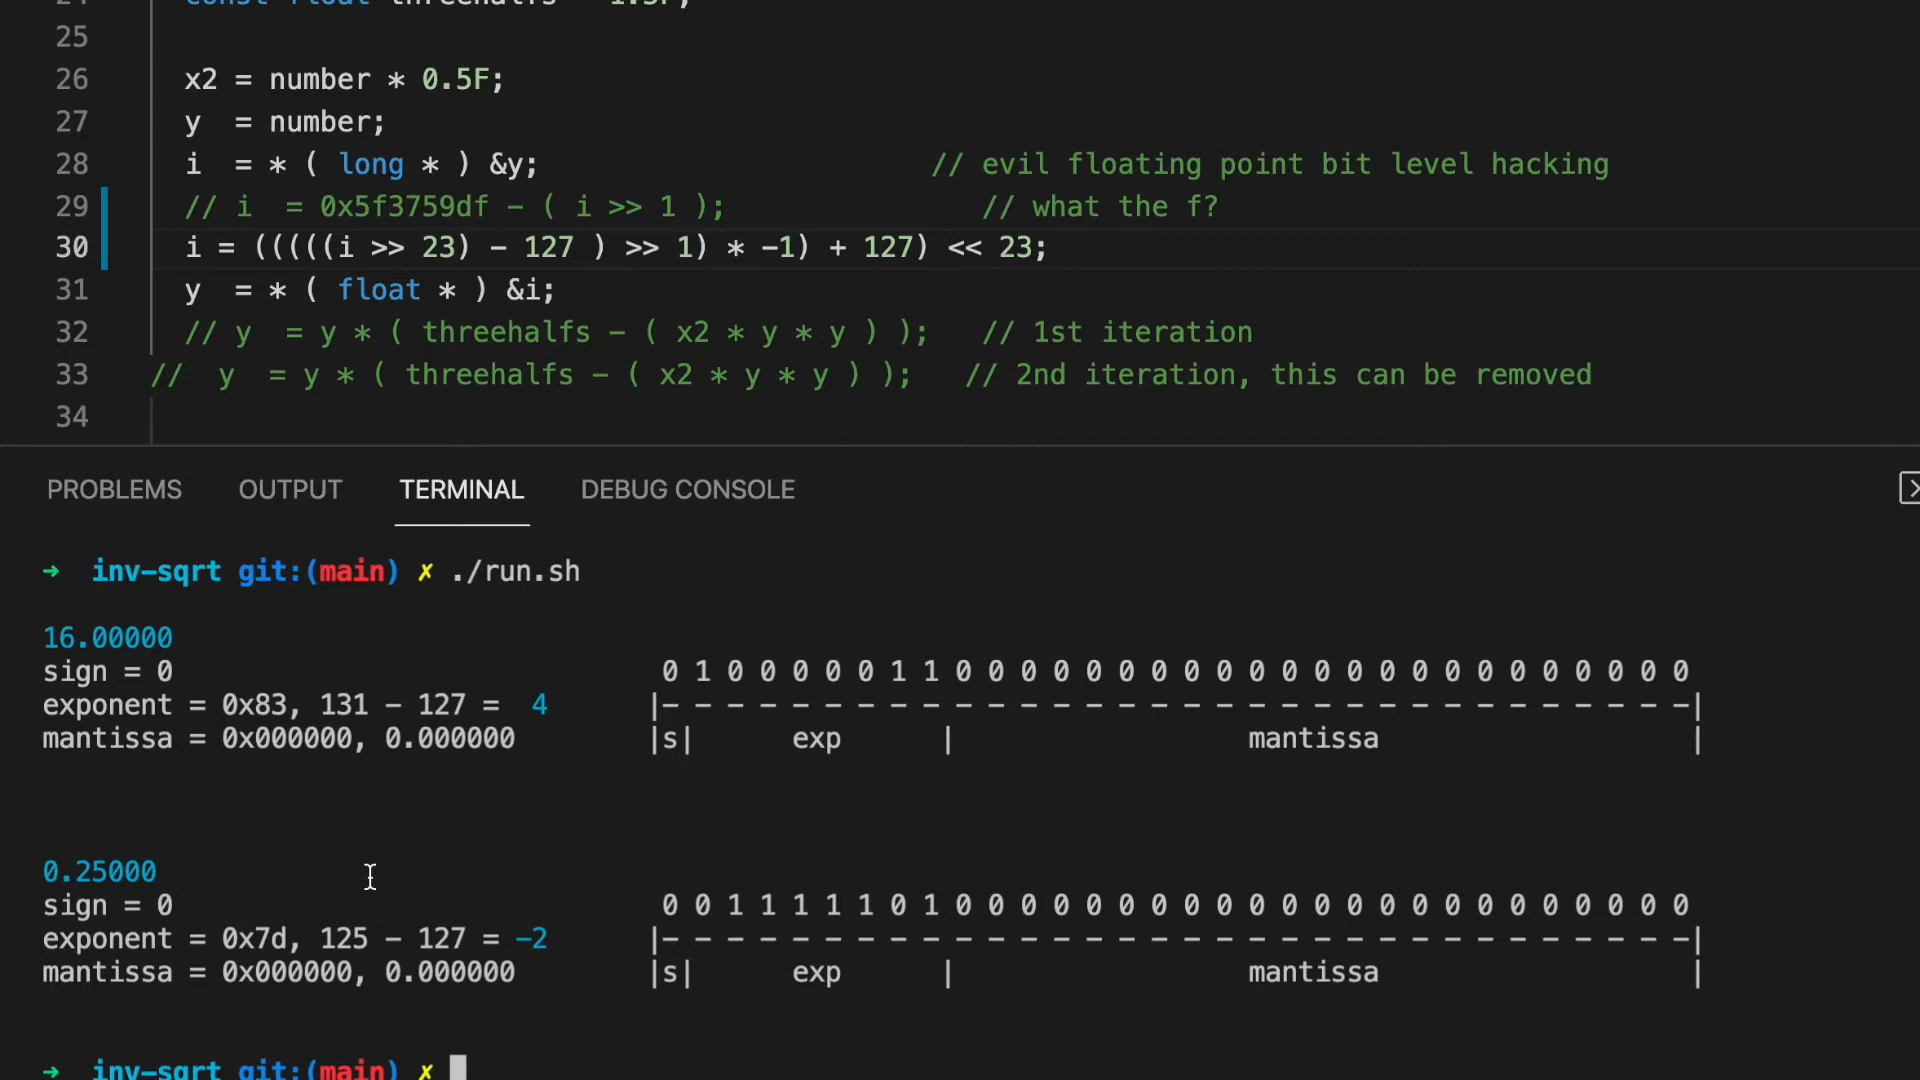 24 const float threehalfs = 1.5F;
25
26 x2 = number * 0.5F;
27 y  = number;
28 i  = * ( long * ) &y; // evil floating point bit level hacking
29 // i  = 0x5f3759df - ( i >> 1 ); // what the f?
30 i = (((((i >> 23) - 127 ) >> 1) * -1) + 127) << 23;
31 y  = * ( float * ) &i;
32 // y  = y * ( threehalfs - ( x2 * y * y ) ); // 1st iteration
33 //  y  = y * ( threehalfs - ( x2 * y * y ) ); // 2nd iteration, this can be removed
34
PROBLEMS OUTPUT TERMINAL DEBUG CONSOLE
➜ inv-sqrt git:(main) ✗ ./run.sh
16.00000
sign = 0 0 1 0 0 0 0 0 1 1 0 0 0 0 0 0 0 0 0 0 0 0 0 0 0 0 0 0 0 0 0 0 0
exponent = 0x83, 131 - 127 =  4 |- - - - - - - - - - - - - - - - - - - - - - - - - - - - - - - -|
mantissa = 0x000000, 0.000000 |s| exp | mantissa |
0.25000
sign = 0 0 0 1 1 1 1 1 0 1 0 0 0 0 0 0 0 0 0 0 0 0 0 0 0 0 0 0 0 0 0 0 0
exponent = 0x7d, 125 - 127 = -2 |- - - - - - - - - - - - - - - - - - - - - - - - - - - - - - - -|
mantissa = 0x000000, 0.000000 |s| exp | mantissa |
➜ inv-sqrt git:(main) ✗